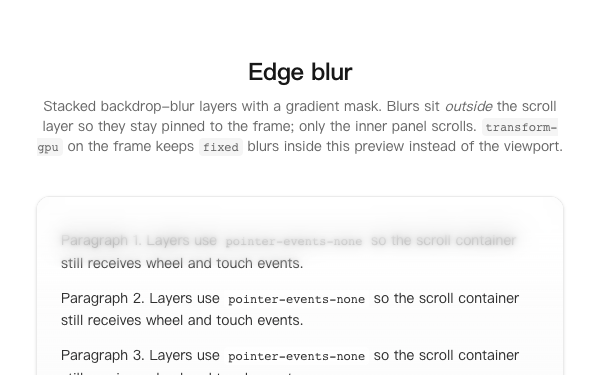 Edge blur
Stacked backdrop-blur layers with a gradient mask. Blurs sit outside the scroll
layer so they stay pinned to the frame; only the inner panel scrolls. transform-
gpu on the frame keeps fixed blurs inside this preview instead of the viewport.
Paragraph 1. Layers use pointer-events-none so the scroll container
still receives wheel and touch events.
Paragraph 2. Layers use pointer-events-none so the scroll container
still receives wheel and touch events.
Paragraph 3. Layers use pointer-events-none so the scroll container